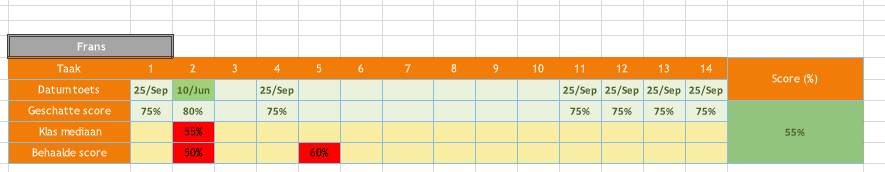 Frans
Taak 1 2 3 4 5 6 7 8 9 10 11 12 13 14 Score (%)
Datum toets 25/Sep 10/Jun 25/Sep 25/Sep 25/Sep 25/Sep 25/Sep
Geschatte score 75% 80% 75% 75% 75% 75% 75%
Klas mediaan 55% 55%
Behaalde score 50% 60%